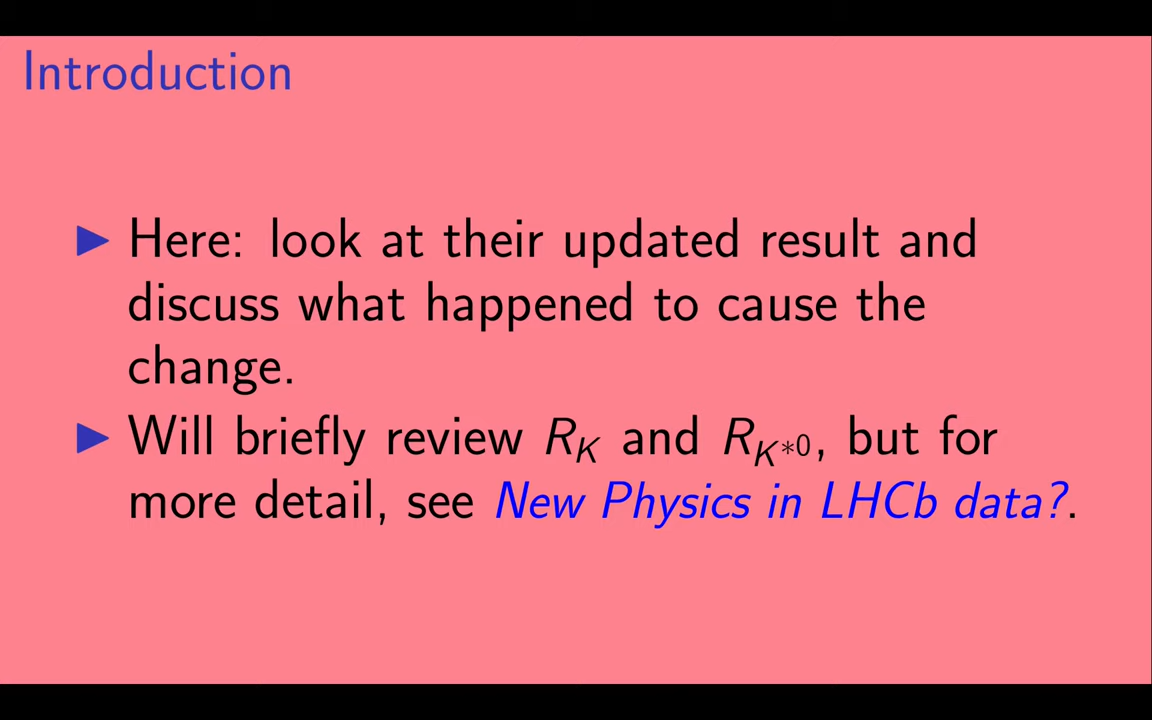 Introduction
▶ Here: look at their updated result and
discuss what happened to cause the
change.
▶ Will briefly review R_K and R_{K*0}, but for
more detail, see New Physics in LHCb data?.